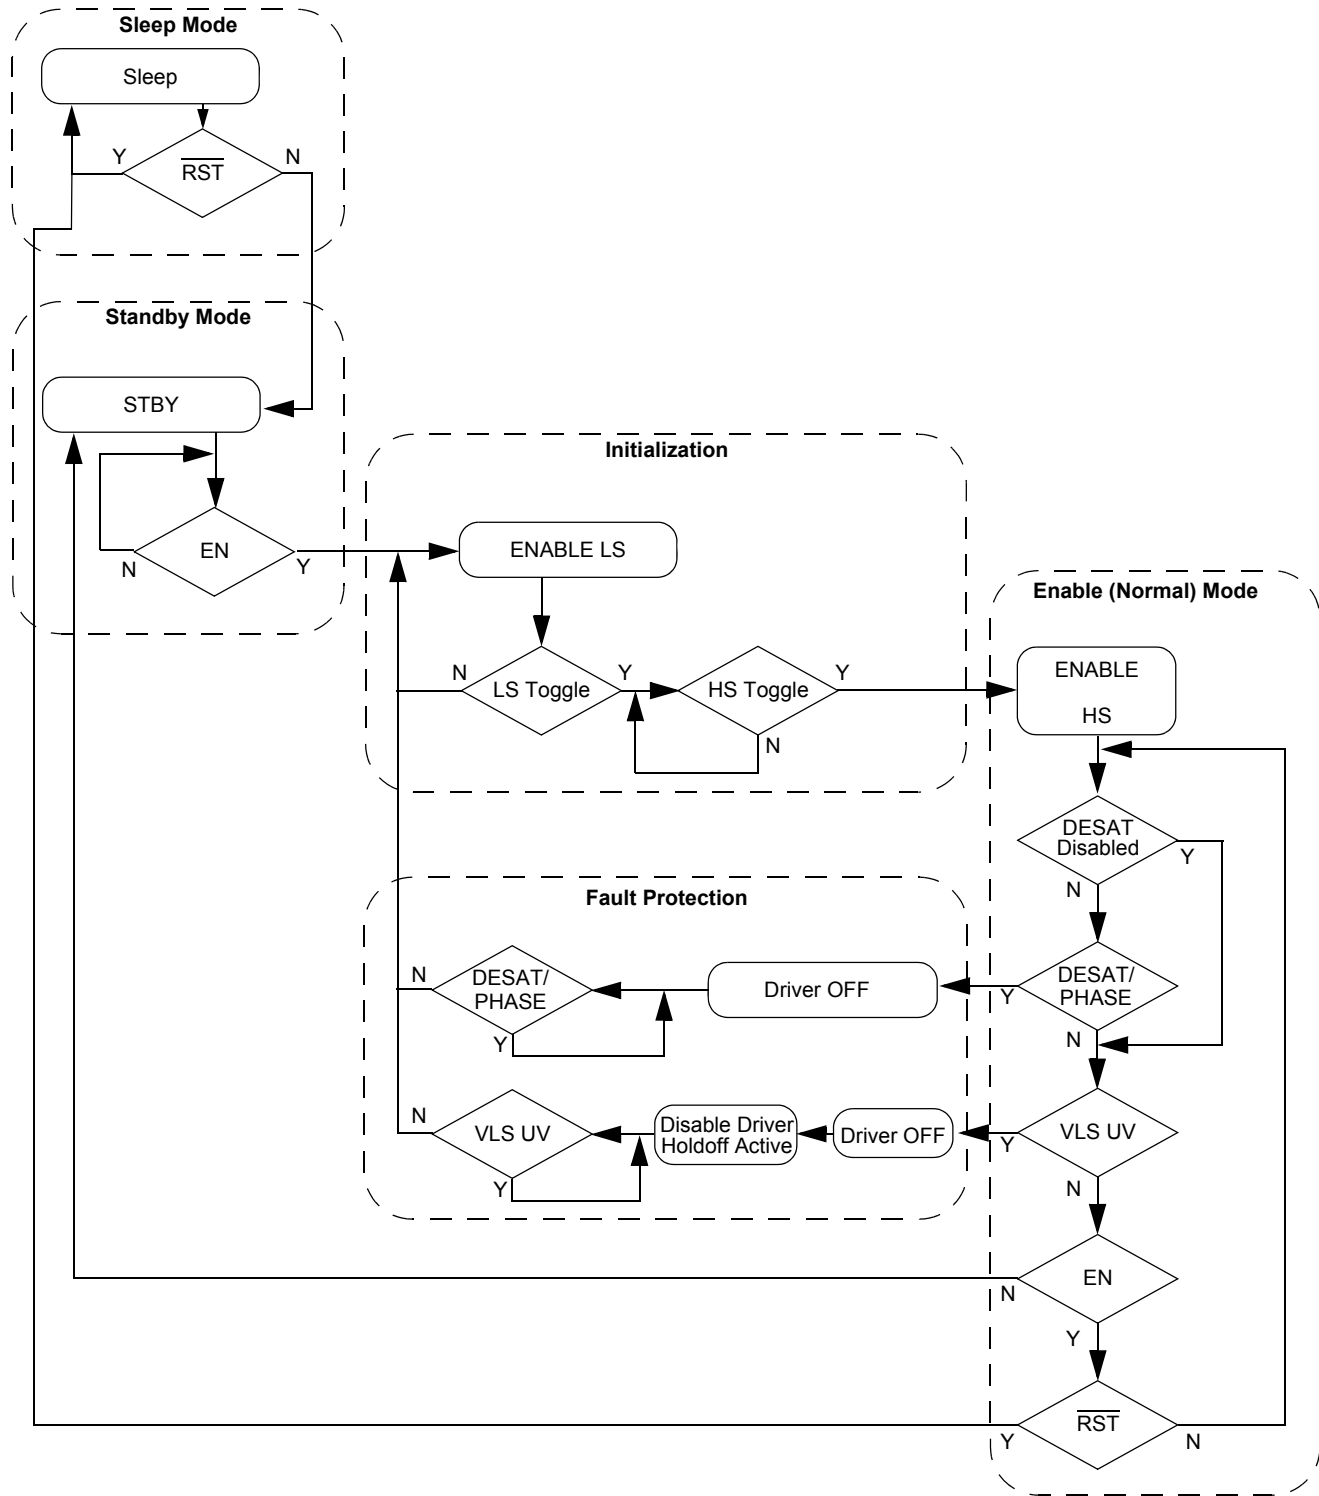 Sleep Mode
Sleep
Y
RST
N
Standby Mode
STBY
EN
N
Y
Initialization
ENABLE LS
N
LS Toggle
Y
HS Toggle
Y
N
Enable (Normal) Mode
ENABLE
HS
DESAT
Disabled
Y
N
DESAT/
PHASE
Y
N
VLS UV
Y
N
EN
N
Y
RST
Y
N
Fault Protection
N
DESAT/
PHASE
Y
Driver OFF
N
VLS UV
Y
Disable Driver
Holdoff Active
Driver OFF